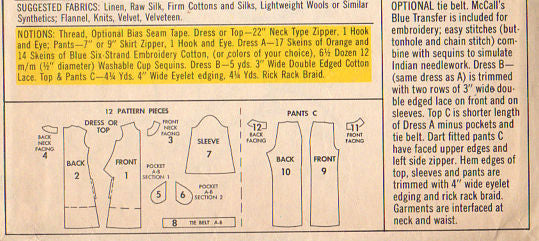 SUGGESTED FABRICS: Linen, Raw Silk, Firm Cottons and Silks, Lightweight Wools or Similar
Synthetics; Flannel, Knits, Velvet, Velveteen.
NOTIONS: Thread, Optional Bias Seam Tape. Dress or Top—22" Neck Type Zipper, 1 Hook
and Eye; Pants—7" or 9" Skirt Zipper, 1 Hook and Eye. Dress A—17 Skeins of Orange and
14 Skeins of Blue Six-Strand Embroidery Cotton, (or colors of your choice), 6½ Dozen 12
m/m (½" diameter) Washable Cup Sequins. Dress B—5 yds. 3" Wide Double Edged Cotton
Lace. Top & Pants C—4¼ Yds. 4" Wide Eyelet edging, 4¾ Yds. Rick Rack Braid.
12 PATTERN PIECES
DRESS OR
TOP
BACK
NECK
FACING
4
BACK
2
FRONT
1
FRONT
NECK
FACING
3
SLEEVE
7
POCKET
A-B
SECTION 1
5
6
POCKET
A-B
SECTION 2
8 TIE BELT A-B
PANTS C
12
BACK
FACING
11
FRONT
FACING
BACK
10
FRONT
9
OPTIONAL tie belt. McCall's
Blue Transfer is included for
embroidery; easy stitches (but-
tonhole and chain stitch) com-
bine with sequins to simulate
Indian needlework. Dress B—
(same dress as A) is trimmed
with two rows of 3" wide dou-
ble edged lace on front and on
sleeves. Top C is shorter length
of Dress A minus pockets and
tie belt. Dart fitted pants C
have faced upper edges and
left side zipper. Hem edges of
top, sleeves and pants are
trimmed with 4" wide eyelet
edging and rick rack braid.
Garments are interfaced at
neck and waist.